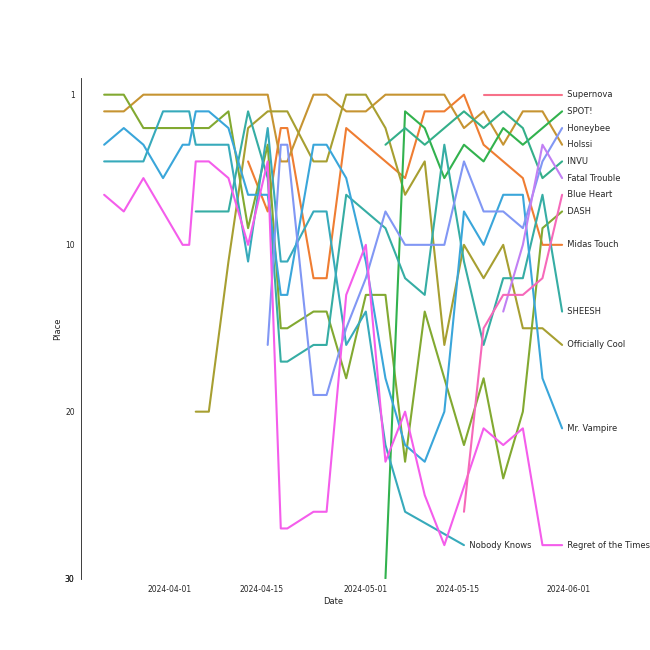 1
Supernova
SPOT!
Honeybee
Holssi
INVU
Fatal Trouble
Blue Heart
DASH
10
Midas Touch
SHEESH
Place
Officially Cool
20
Mr. Vampire
Nobody Knows
Regret of the Times
30
2024-04-01
2024-04-15
2024-05-01
2024-05-15
2024-06-01
Date